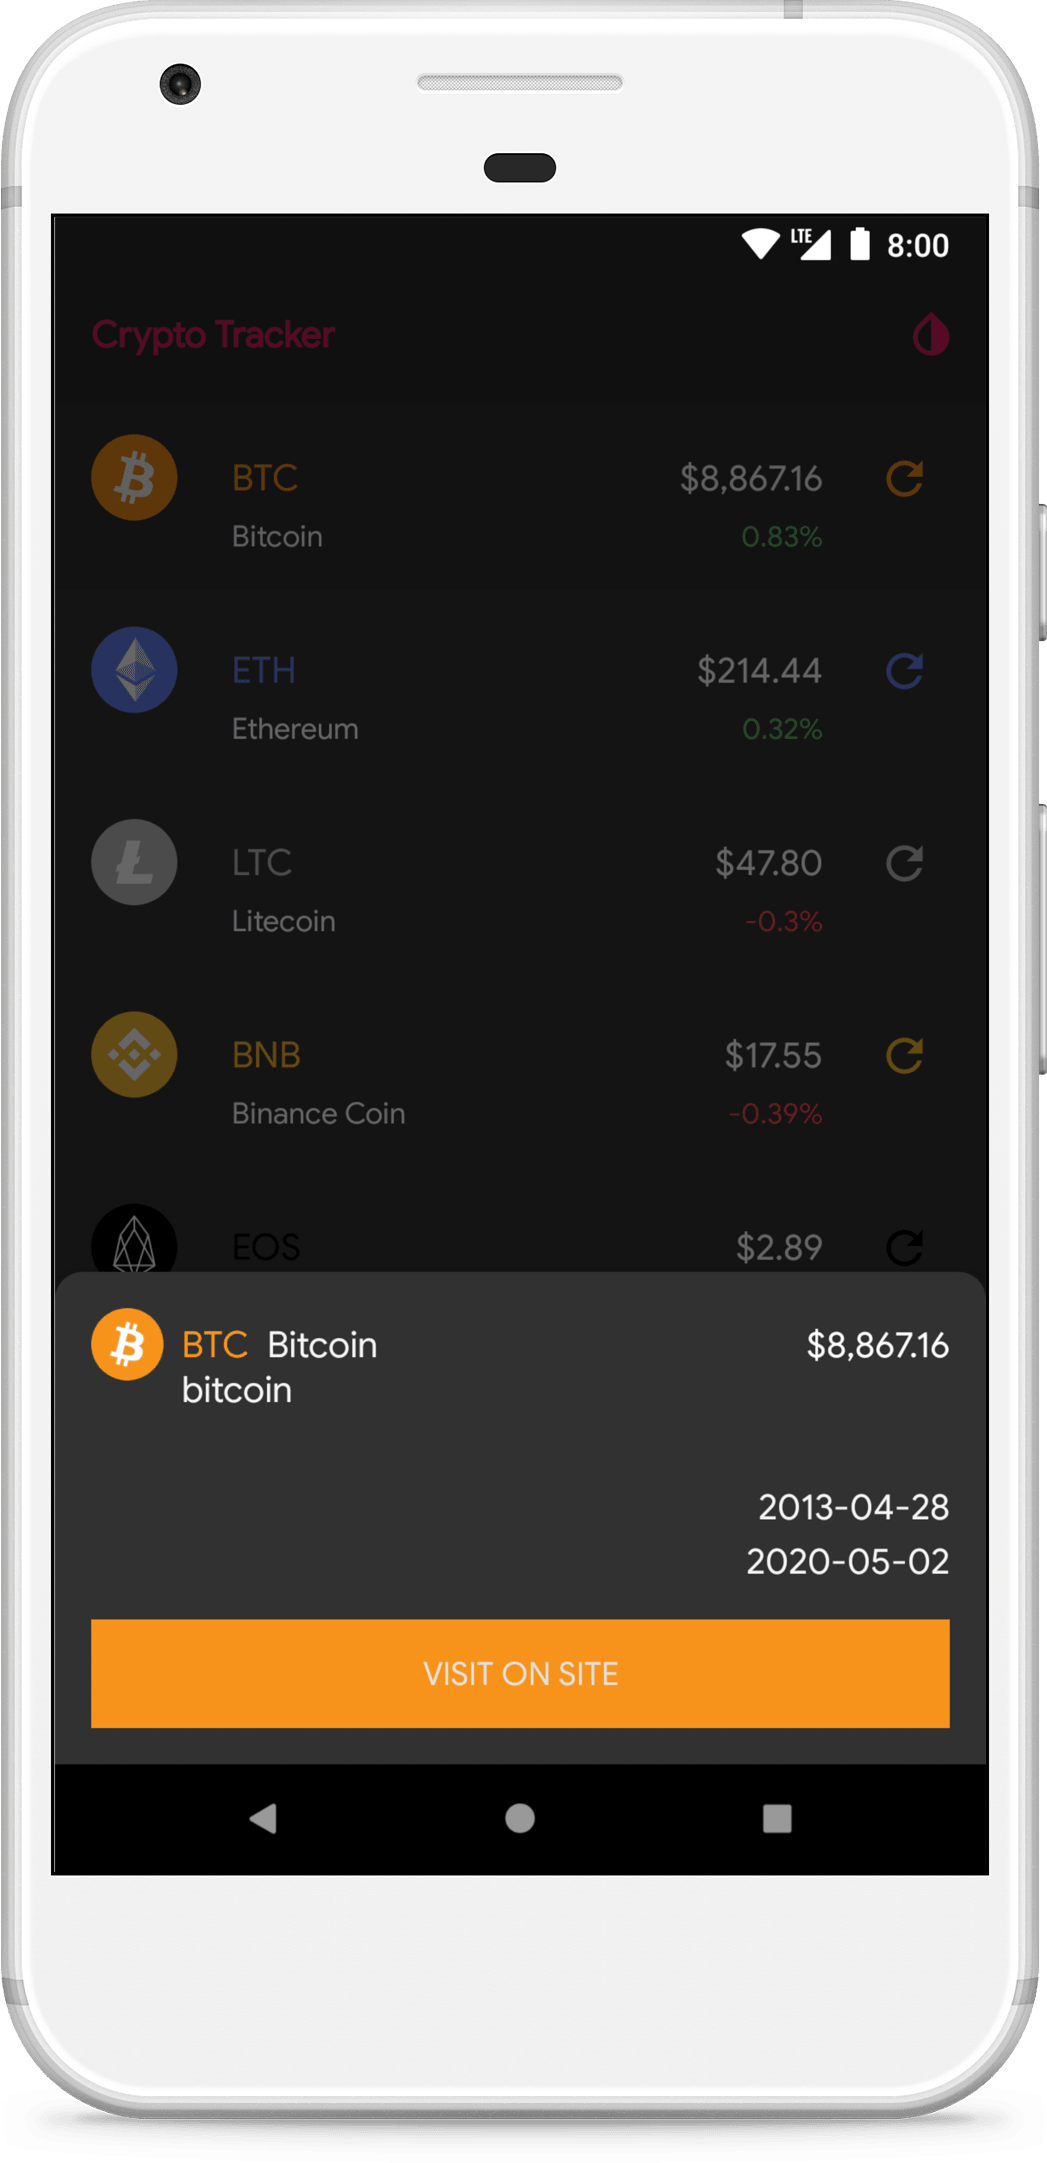 LTE 8:00
Crypto Tracker
BTC $8,867.16
Bitcoin 0.83%
ETH $214.44
Ethereum 0.32%
LTC $47.80
Litecoin -0.3%
BNB $17.55
Binance Coin -0.39%
EOS $2.89
BTC Bitcoin $8,867.16
bitcoin
2013-04-28
2020-05-02
VISIT ON SITE